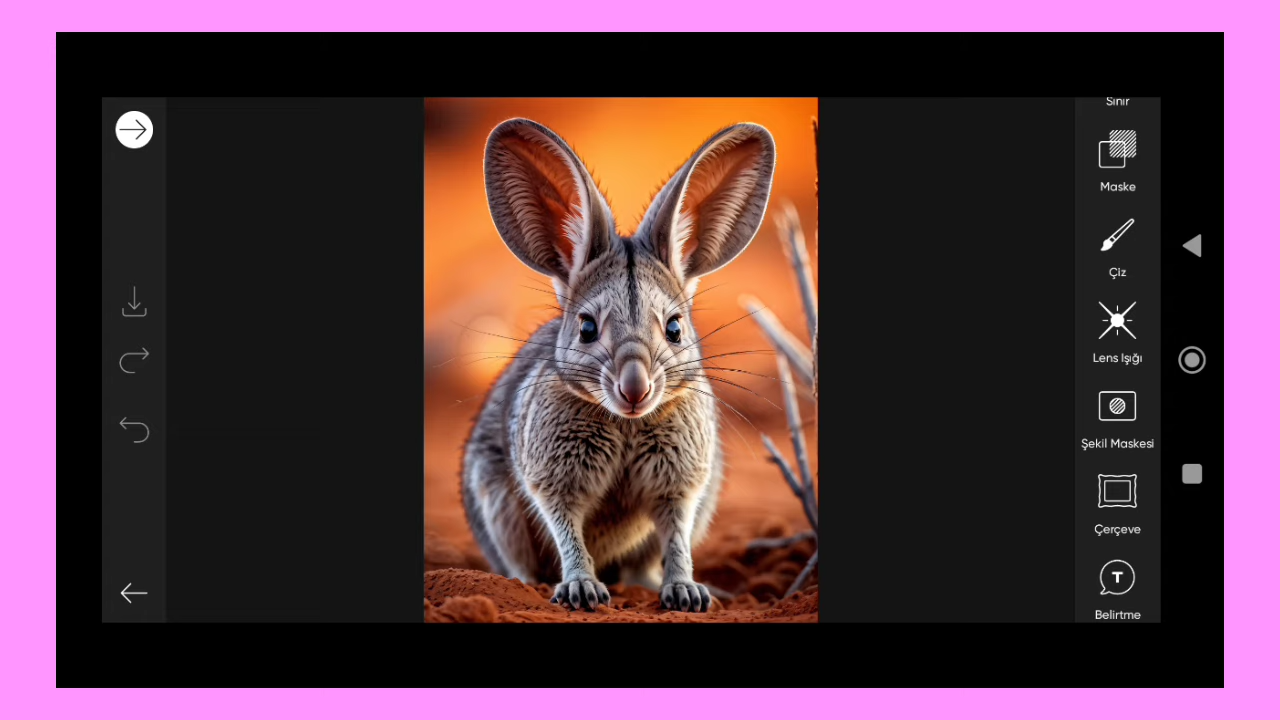 Sınır
Maske
Çiz
Lens Işığı
Şekil Maskesi
Çerçeve
T
Belirtme